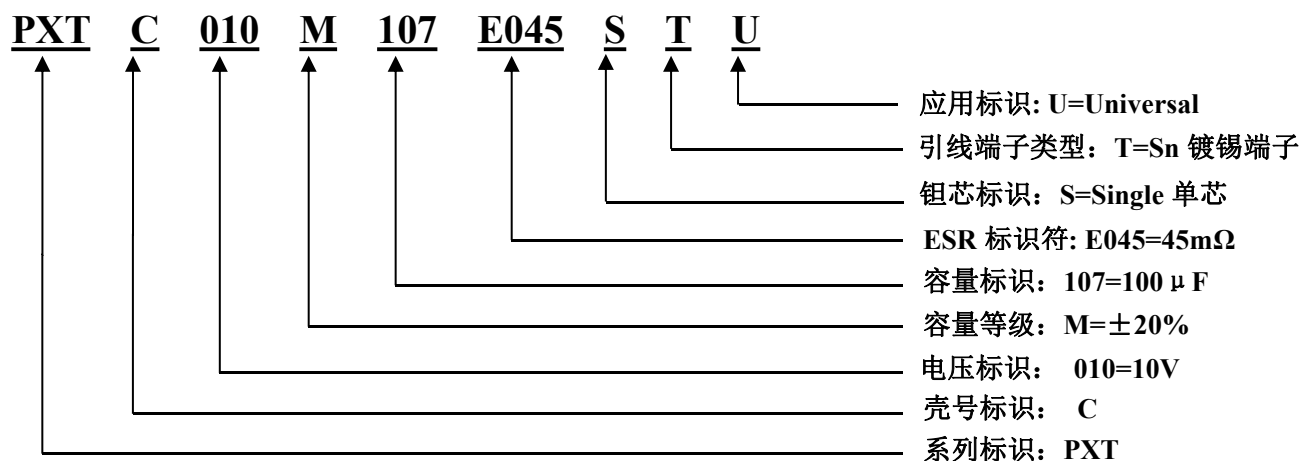 PXT C 010 M 107 E045 S T U
应用标识: U=Universal
引线端子类型：T=Sn 镀锡端子
钽芯标识：S=Single 单芯
ESR 标识符: E045=45mΩ
容量标识：107=100 μ F
容量等级：M=±20%
电压标识： 010=10V
壳号标识： C
系列标识：PXT